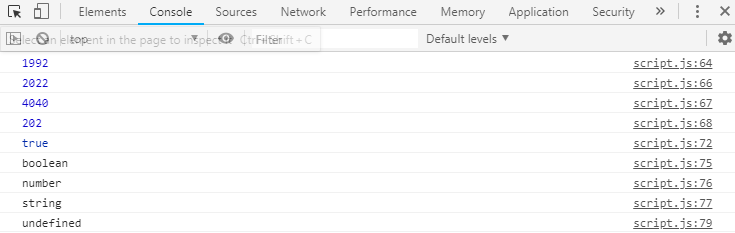 Elements Console Sources Network Performance Memory Application Security »
Select an element in the page to inspect Ctrl + Shift + C
top Filter Default levels ▼
1992 script.js:64
2022 script.js:66
4040 script.js:67
202 script.js:68
true script.js:72
boolean script.js:75
number script.js:76
string script.js:77
undefined script.js:79